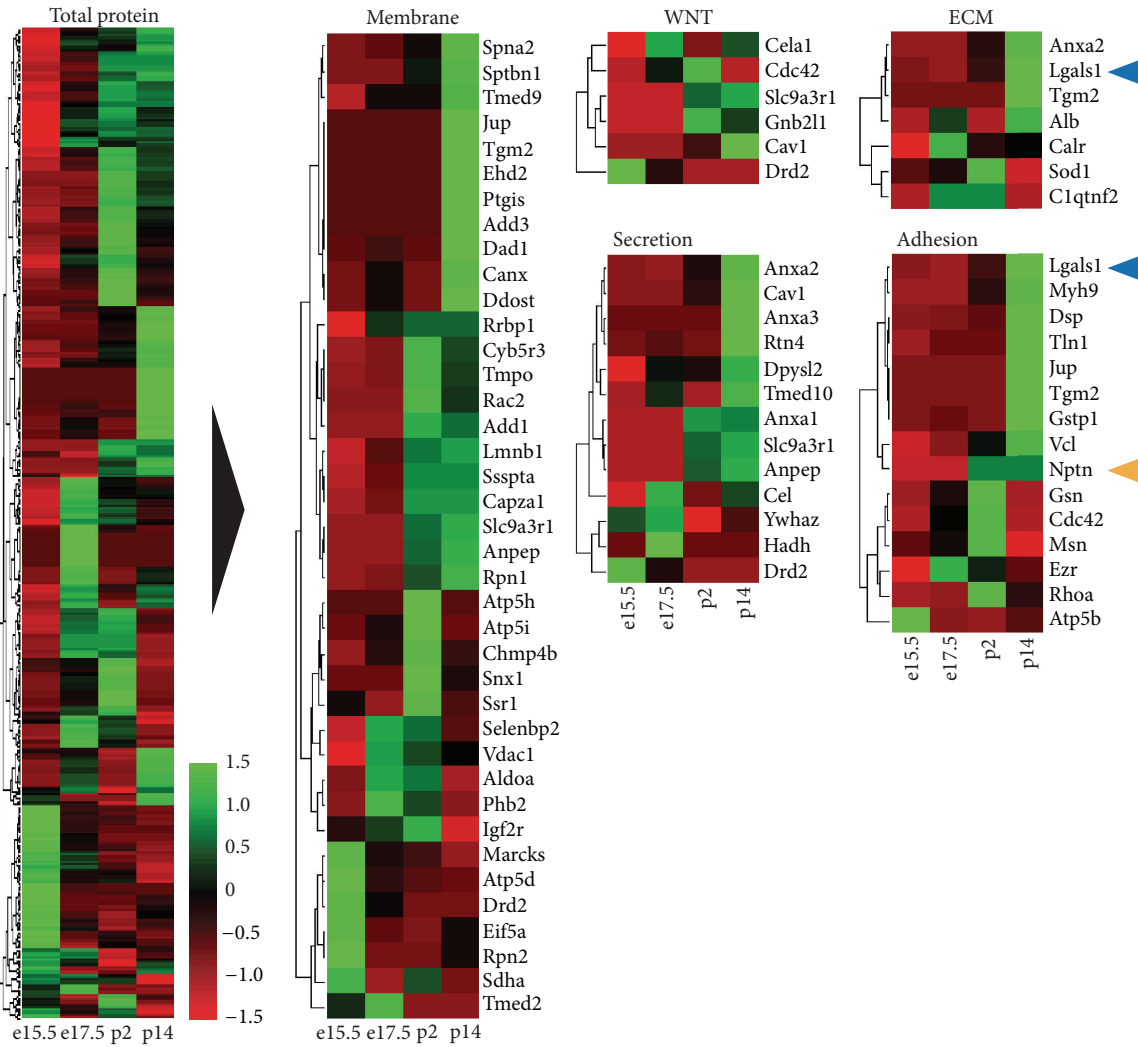 Total protein
e15.5 e17.5 p2 p14
1.5
1.0
0.5
0
−0.5
−1.0
−1.5
Membrane
Spna2
Sptbn1
Tmed9
Jup
Tgm2
Ehd2
Ptgis
Add3
Dad1
Canx
Ddost
Rrbp1
Cyb5r3
Tmpo
Rac2
Add1
Lmnb1
Ssspta
Capza1
Slc9a3r1
Anpep
Rpn1
Atp5h
Atp5i
Chmp4b
Snx1
Ssr1
Selenbp2
Vdac1
Aldoa
Phb2
Igf2r
Marcks
Atp5d
Drd2
Eif5a
Rpn2
Sdha
Tmed2
e15.5 e17.5 p2 p14
WNT
Cela1
Cdc42
Slc9a3r1
Gnb2l1
Cav1
Drd2
Secretion
Anxa2
Cav1
Anxa3
Rtn4
Dpysl2
Tmed10
Anxa1
Slc9a3r1
Anpep
Cel
Ywhaz
Hadh
Drd2
e15.5 e17.5 p2 p14
ECM
Anxa2
Lgals1
Tgm2
Alb
Calr
Sod1
C1qtnf2
Adhesion
Lgals1
Myh9
Dsp
Tln1
Jup
Tgm2
Gstp1
Vcl
Nptn
Gsn
Cdc42
Msn
Ezr
Rhoa
Atp5b
e15.5 e17.5 p2 p14